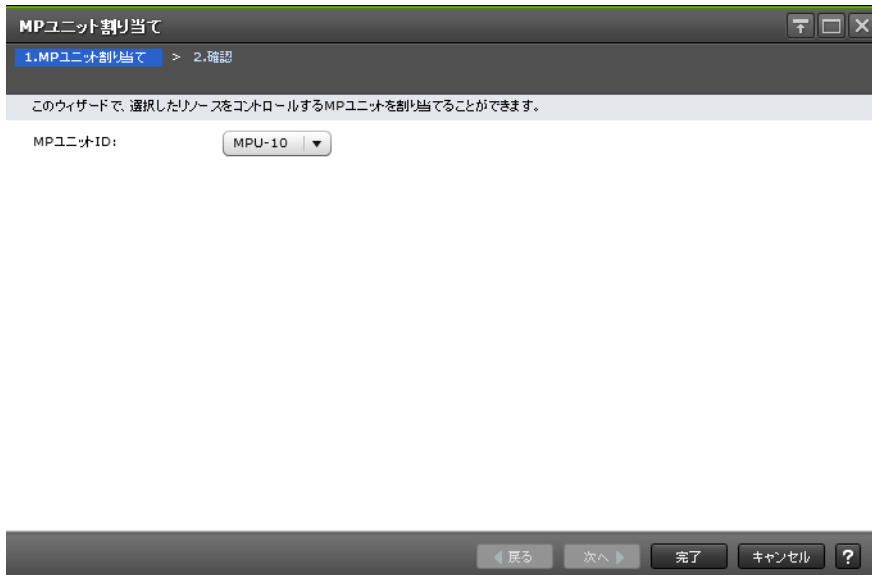 MPユニット割り当て
1.MPユニット割り当て > 2.確認
このウィザードで、選択したリソースをコントロールするMPユニットを割り当てることができます。
MPユニットID: MPU-10
戻る 次へ 完了 キャンセル ?